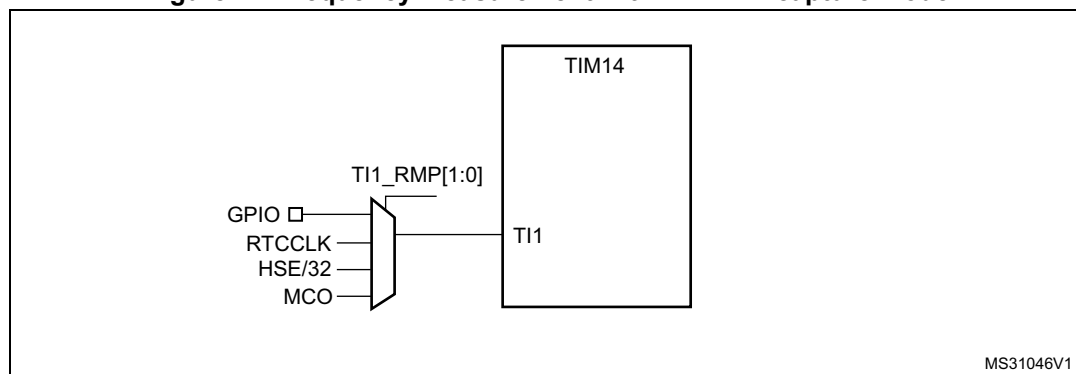 TIM14
TI1_RMP[1:0]
GPIO
RTCCLK
TI1
HSE/32
MCO
MS31046V1